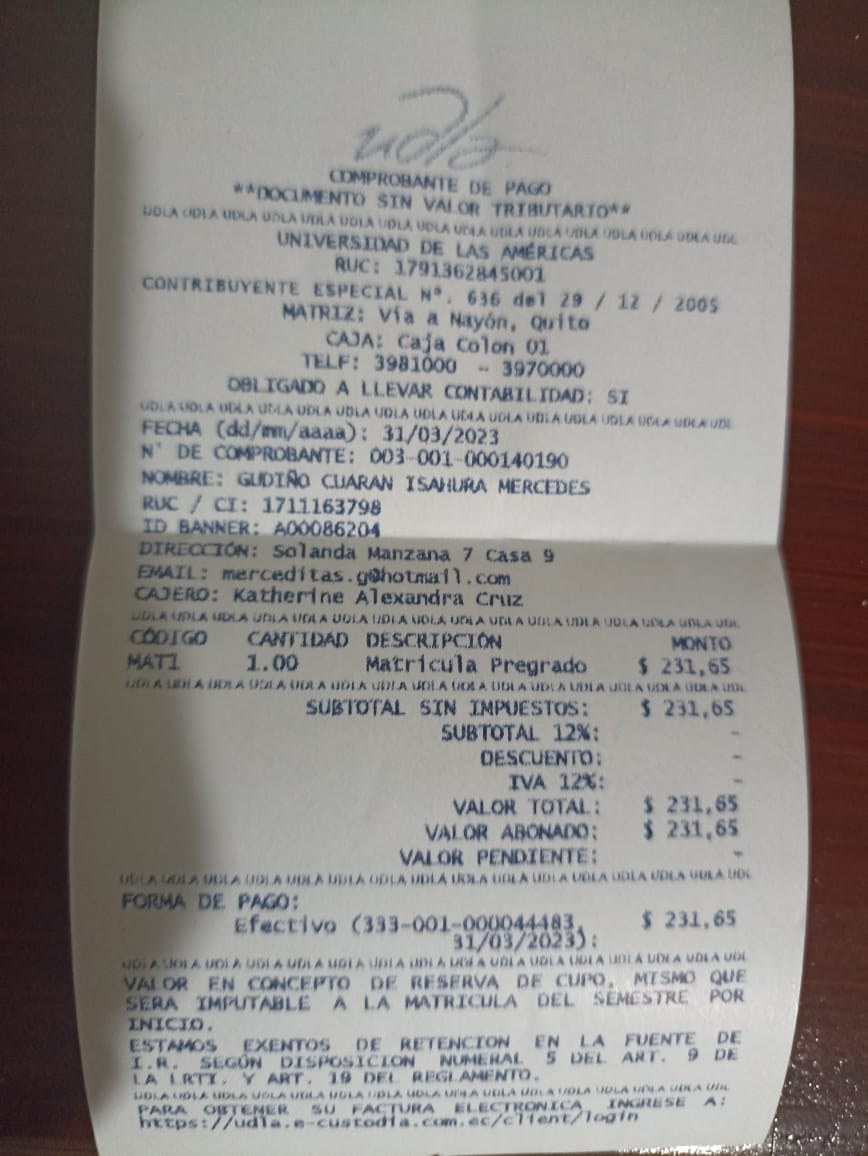 udla
COMPROBANTE DE PAGO
**DOCUMENTO SIN VALOR TRIBUTARIO**
UDLA UDLA UDLA UDLA UDLA UDLA UDLA UDLA UDLA UDLA UDLA UDLA UDLA UDLA UDL
UNIVERSIDAD DE LAS AMÉRICAS
RUC: 1791362845001
CONTRIBUYENTE ESPECIAL Nº. 636 del 29 / 12 / 2005
MATRIZ: Vía a Nayón, Quito
CAJA: Caja Colon 01
TELF: 3981000 - 3970000
OBLIGADO A LLEVAR CONTABILIDAD: SI
UDLA UDLA UDLA UDLA UDLA UDLA UDLA UDLA UDLA UDLA UDLA UDLA UDLA UDLA UDL
FECHA (dd/mm/aaaa): 31/03/2023
N° DE COMPROBANTE: 003-001-000140190
NOMBRE: GUDIÑO CUARAN ISAHURA MERCEDES
RUC / CI: 1711163798
ID BANNER: A00086204
DIRECCIÓN: Solanda Manzana 7 Casa 9
EMAIL: merceditas.g@hotmail.com
CAJERO: Katherine Alexandra Cruz
UDLA UDLA UDLA UDLA UDLA UDLA UDLA UDLA UDLA UDLA UDLA UDLA UDLA UDLA UDL
CÓDIGO CANTIDAD DESCRIPCIÓN MONTO
MAT1 1.00 Matricula Pregrado $ 231,65
UDLA UDLA UDLA UDLA UDLA UDLA UDLA UDLA UDLA UDLA UDLA UDLA UDLA UDLA UDL
SUBTOTAL SIN IMPUESTOS: $ 231,65
SUBTOTAL 12%: -
DESCUENTO: -
IVA 12%: -
VALOR TOTAL: $ 231,65
VALOR ABONADO: $ 231,65
VALOR PENDIENTE: -
UDLA UDLA UDLA UDLA UDLA UDLA UDLA UDLA UDLA UDLA UDLA UDLA UDLA UDLA UDL
FORMA DE PAGO:
Efectivo (333-001-000044483, $ 231,65
31/03/2023):
UDLA UDLA UDLA UDLA UDLA UDLA UDLA UDLA UDLA UDLA UDLA UDLA UDLA UDLA UDL
VALOR EN CONCEPTO DE RESERVA DE CUPO, MISMO QUE
SERA IMPUTABLE A LA MATRICULA DEL SEMESTRE POR
INICIO.
ESTAMOS EXENTOS DE RETENCION EN LA FUENTE DE
I.R. SEGÚN DISPOSICION NUMERAL 5 DEL ART. 9 DE
LA LRTI. Y ART. 19 DEL REGLAMENTO.
UDLA UDLA UDLA UDLA UDLA UDLA UDLA UDLA UDLA UDLA UDLA UDLA UDLA UDLA UDL
PARA OBTENER SU FACTURA ELECTRONICA INGRESE A:
https://udla.e-custodia.com.ec/client/login